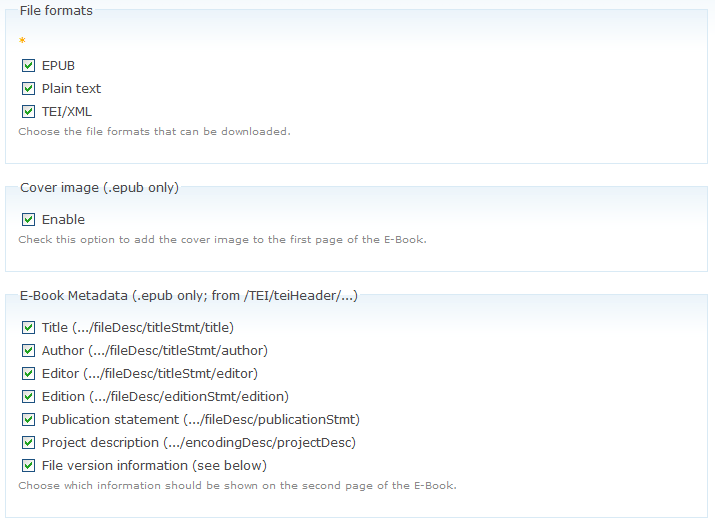 File formats
*
EPUB
Plain text
TEI/XML
Choose the file formats that can be downloaded.
Cover image (.epub only)
Enable
Check this option to add the cover image to the first page of the E-Book.
E-Book Metadata (.epub only; from /TEI/teiHeader/...)
Title (.../fileDesc/titleStmt/title)
Author (.../fileDesc/titleStmt/author)
Editor (.../fileDesc/titleStmt/editor)
Edition (.../fileDesc/editionStmt/edition)
Publication statement (.../fileDesc/publicationStmt)
Project description (.../encodingDesc/projectDesc)
File version information (see below)
Choose which information should be shown on the second page of the E-Book.